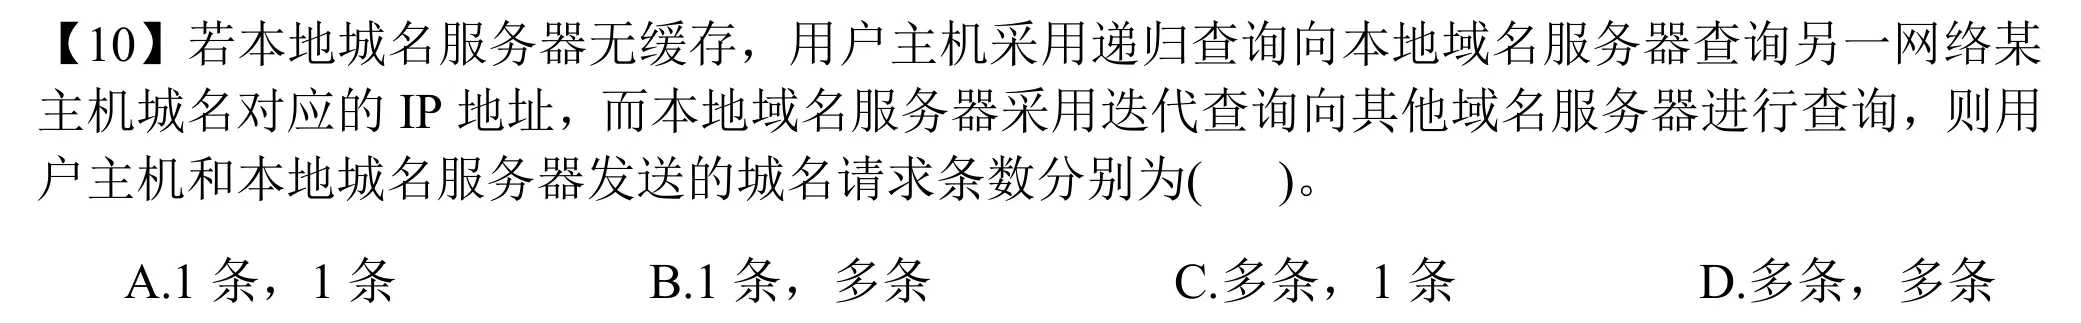 【10】若本地域名服务器无缓存，用户主机采用递归查询向本地域名服务器查询另一网络某
主机城名对应的 IP 地址，而本地域名服务器采用迭代查询向其他域名服务器进行查询，则用
户主机和本地域名服务器发送的城名请求条数分别为(　　)。
A.1 条，1 条　　B.1 条，多条　　C.多条，1 条　　D.多条，多条